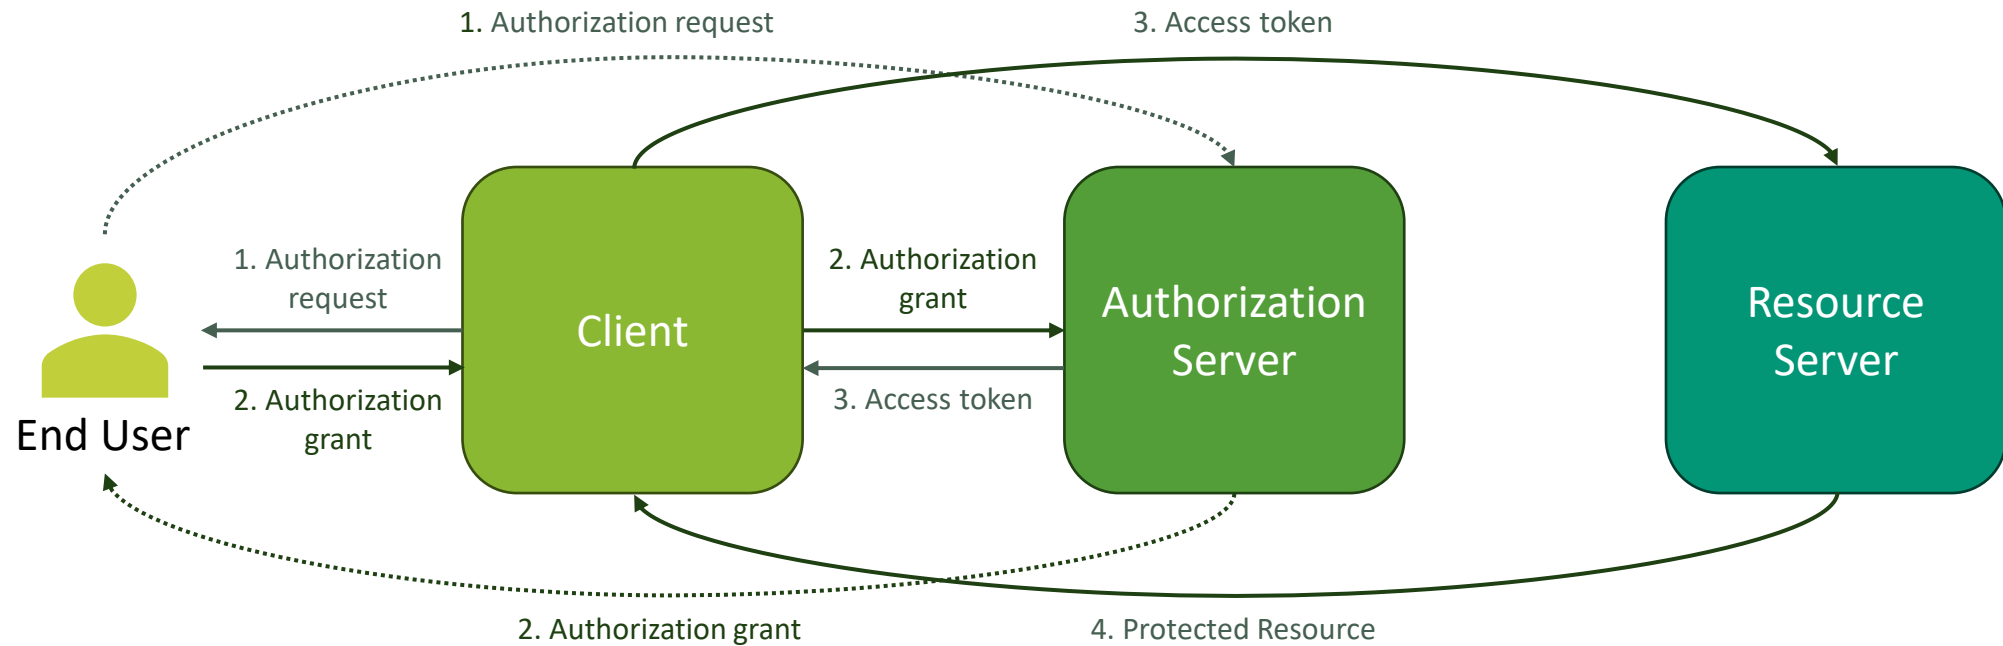 1. Authorization request
3. Access token
1. Authorization
request
2. Authorization
grant
Client
Authorization
Server
Resource
Server
2. Authorization
grant
3. Access token
End User
2. Authorization grant
4. Protected Resource